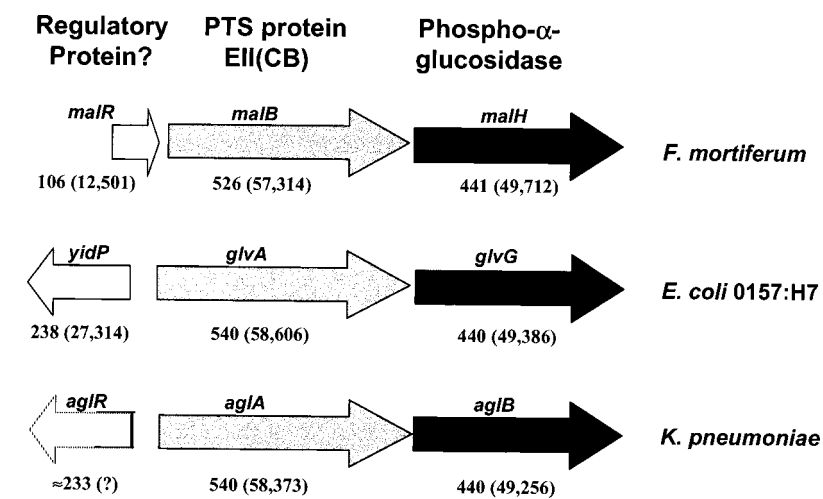 Regulatory Protein?
PTS protein EII(CB)
Phospho-α-glucosidase
malR malB malH
F. mortiferum
106 (12,501) 526 (57,314) 441 (49,712)
yidP glvA glvG
E. coli 0157:H7
238 (27,314) 540 (58,606) 440 (49,386)
aglR aglA aglB
K. pneumoniae
≈233 (?) 540 (58,373) 440 (49,256)